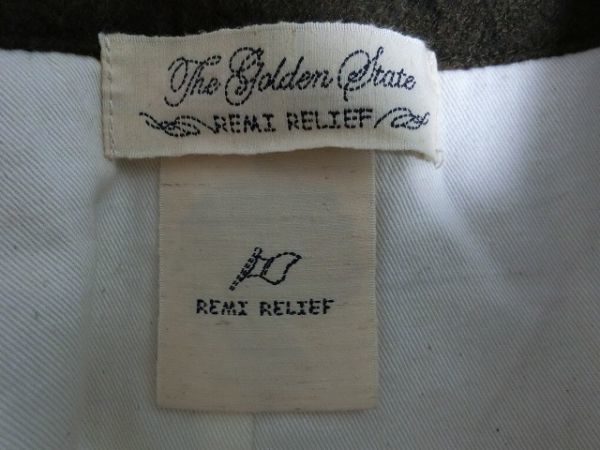 The Golden State
REMI RELIEF
REMI RELIEF